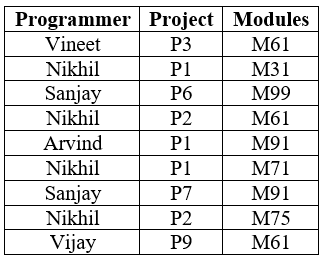 Programmer Project Modules
Vineet P3 M61
Nikhil P1 M31
Sanjay P6 M99
Nikhil P2 M61
Arvind P1 M91
Nikhil P1 M71
Sanjay P7 M91
Nikhil P2 M75
Vijay P9 M61